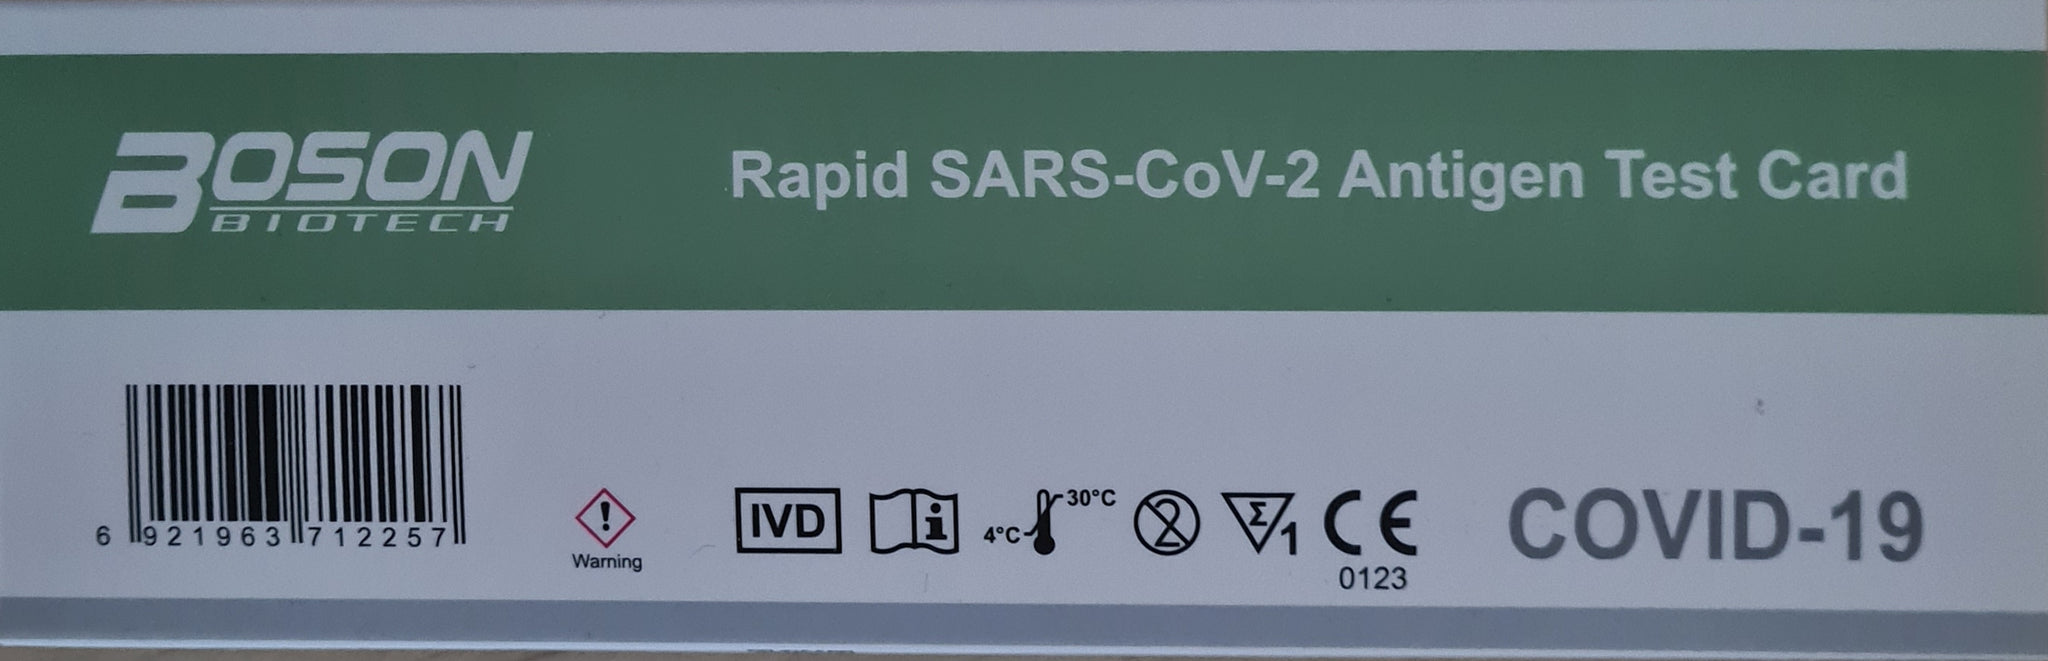 BOSON
BIOTECH
Rapid SARS-CoV-2 Antigen Test Card
6 921963 712257
Warning
IVD
i
4°C 30°C
2
Σ 1
CE
0123
COVID-19